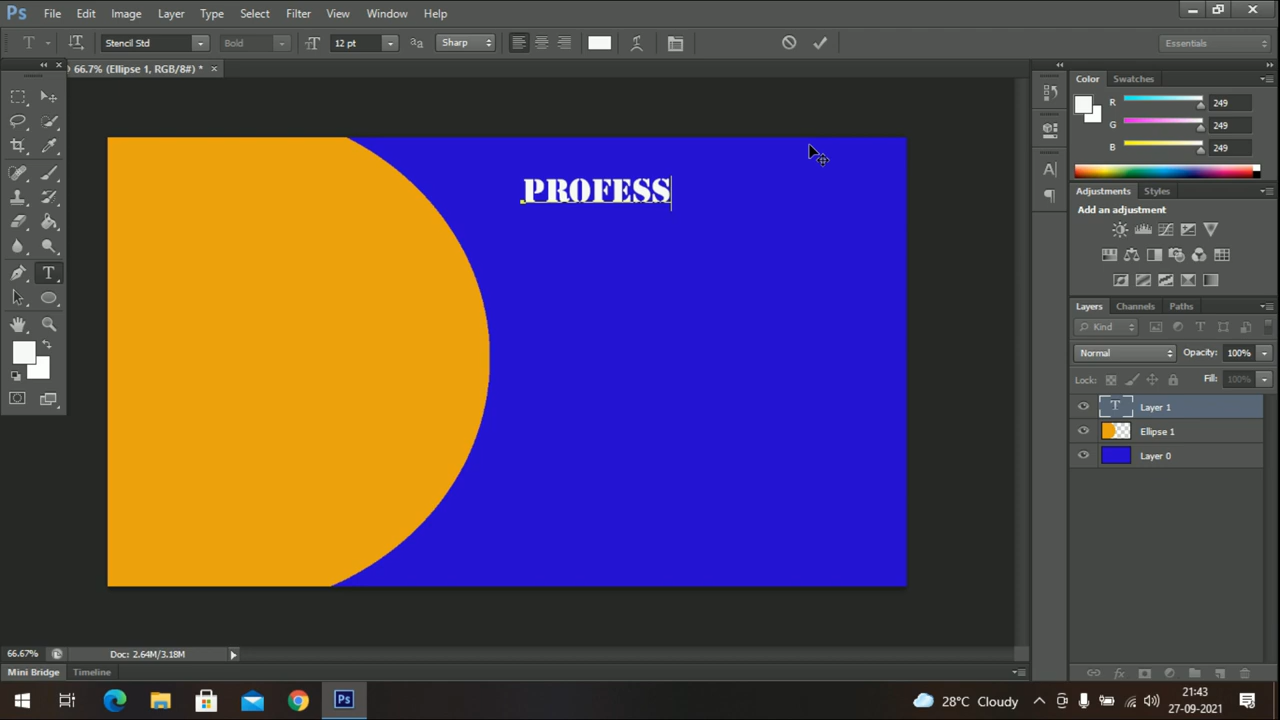 Ps File Edit Image Layer Type Select Filter View Window Help
T Stencil Std Bold 12 pt Sharp Essentials
66.7% (Ellipse 1, RGB/8#) * ×
PROFESS
Color Swatches
R 249
G 249
B 249
Adjustments Styles
Add an adjustment
Layers Channels Paths
Kind
Normal Opacity: 100%
Lock: Fill: 100%
T Layer 1
Ellipse 1
Layer 0
66.67% Doc: 2.64M/3.18M
Mini Bridge Timeline
Ps 28°C Cloudy 21:43
27-09-2021